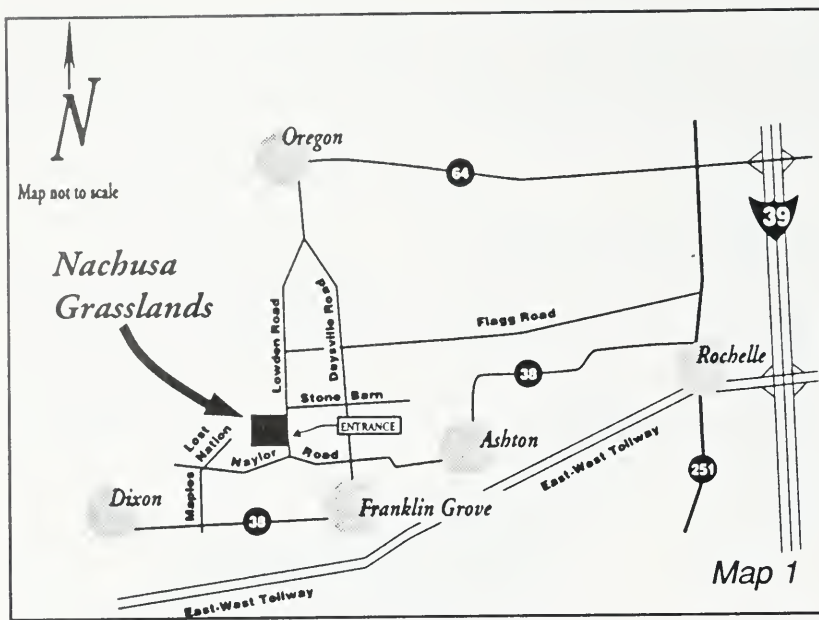 N
Map not to scale
Oregon
64
39
Nachusa
Grasslands
Lowden Road
Daysville Road
Flagg Road
Rochelle
38
Stone Barn
ENTRANCE
Lost
Nation
Naylor Road
Ashton
East-West Tollway
251
Maples
Dixon
38
Franklin Grove
East-West Tollway
Map 1